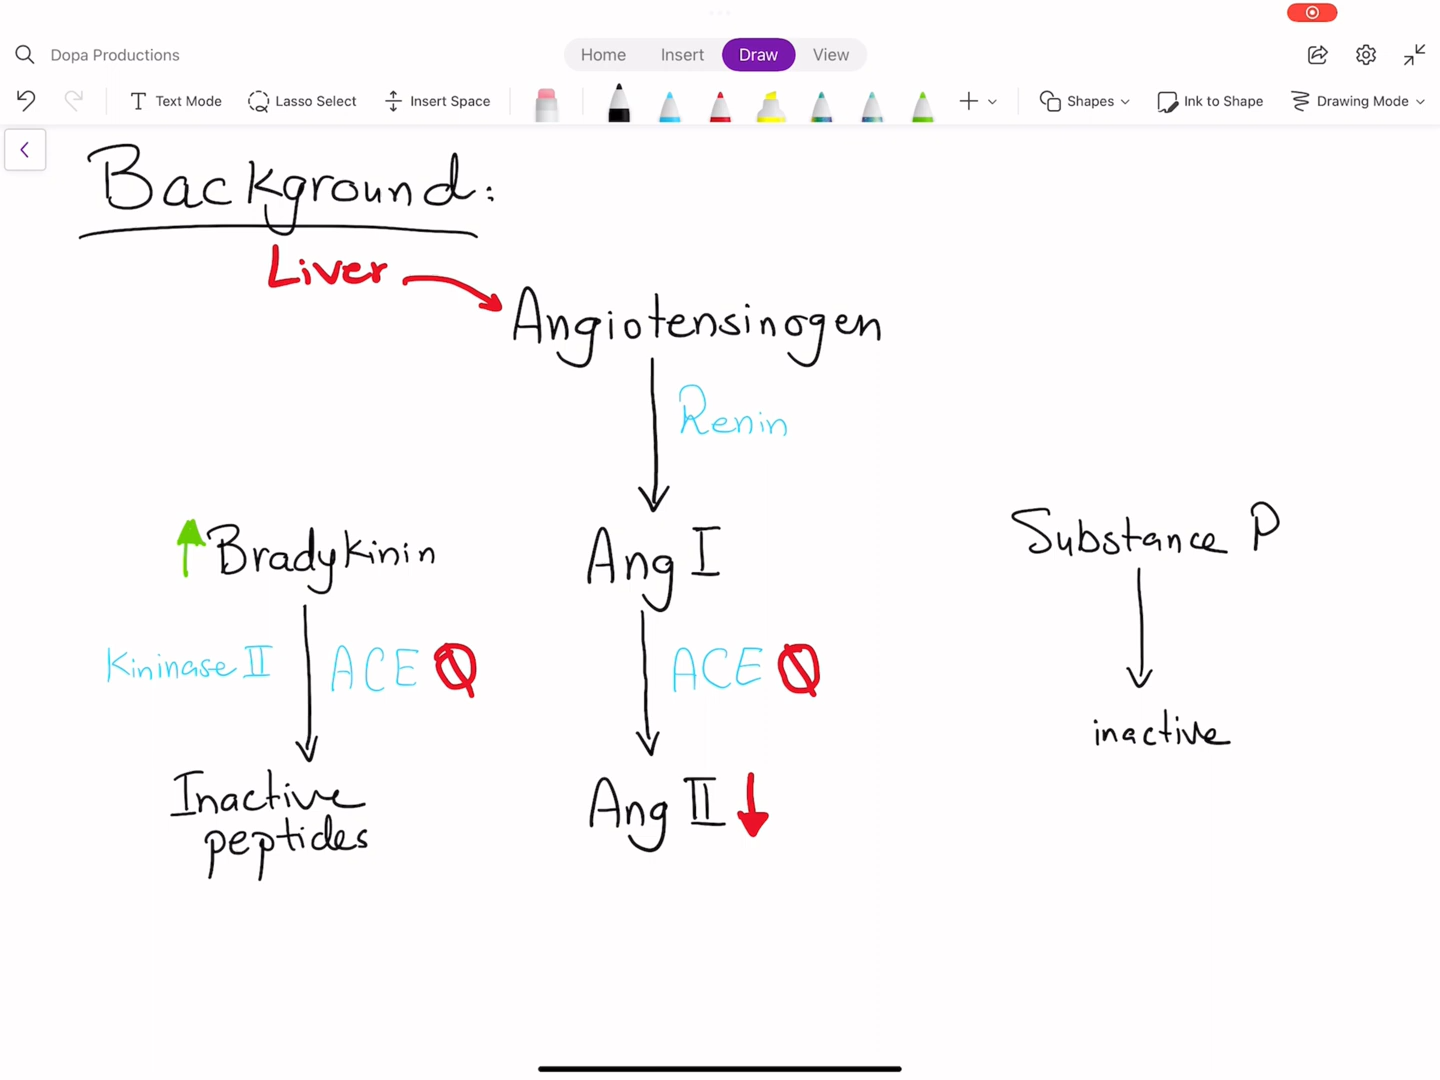 Dopa Productions
Home Insert Draw View
Text Mode Lasso Select Insert Space Shapes Ink to Shape Drawing Mode
Background:
Liver
Angiotensinogen
Renin
Bradykinin Ang I Substance P
Kininase II ACE ACE
inactive
Inactive
peptides
Ang II